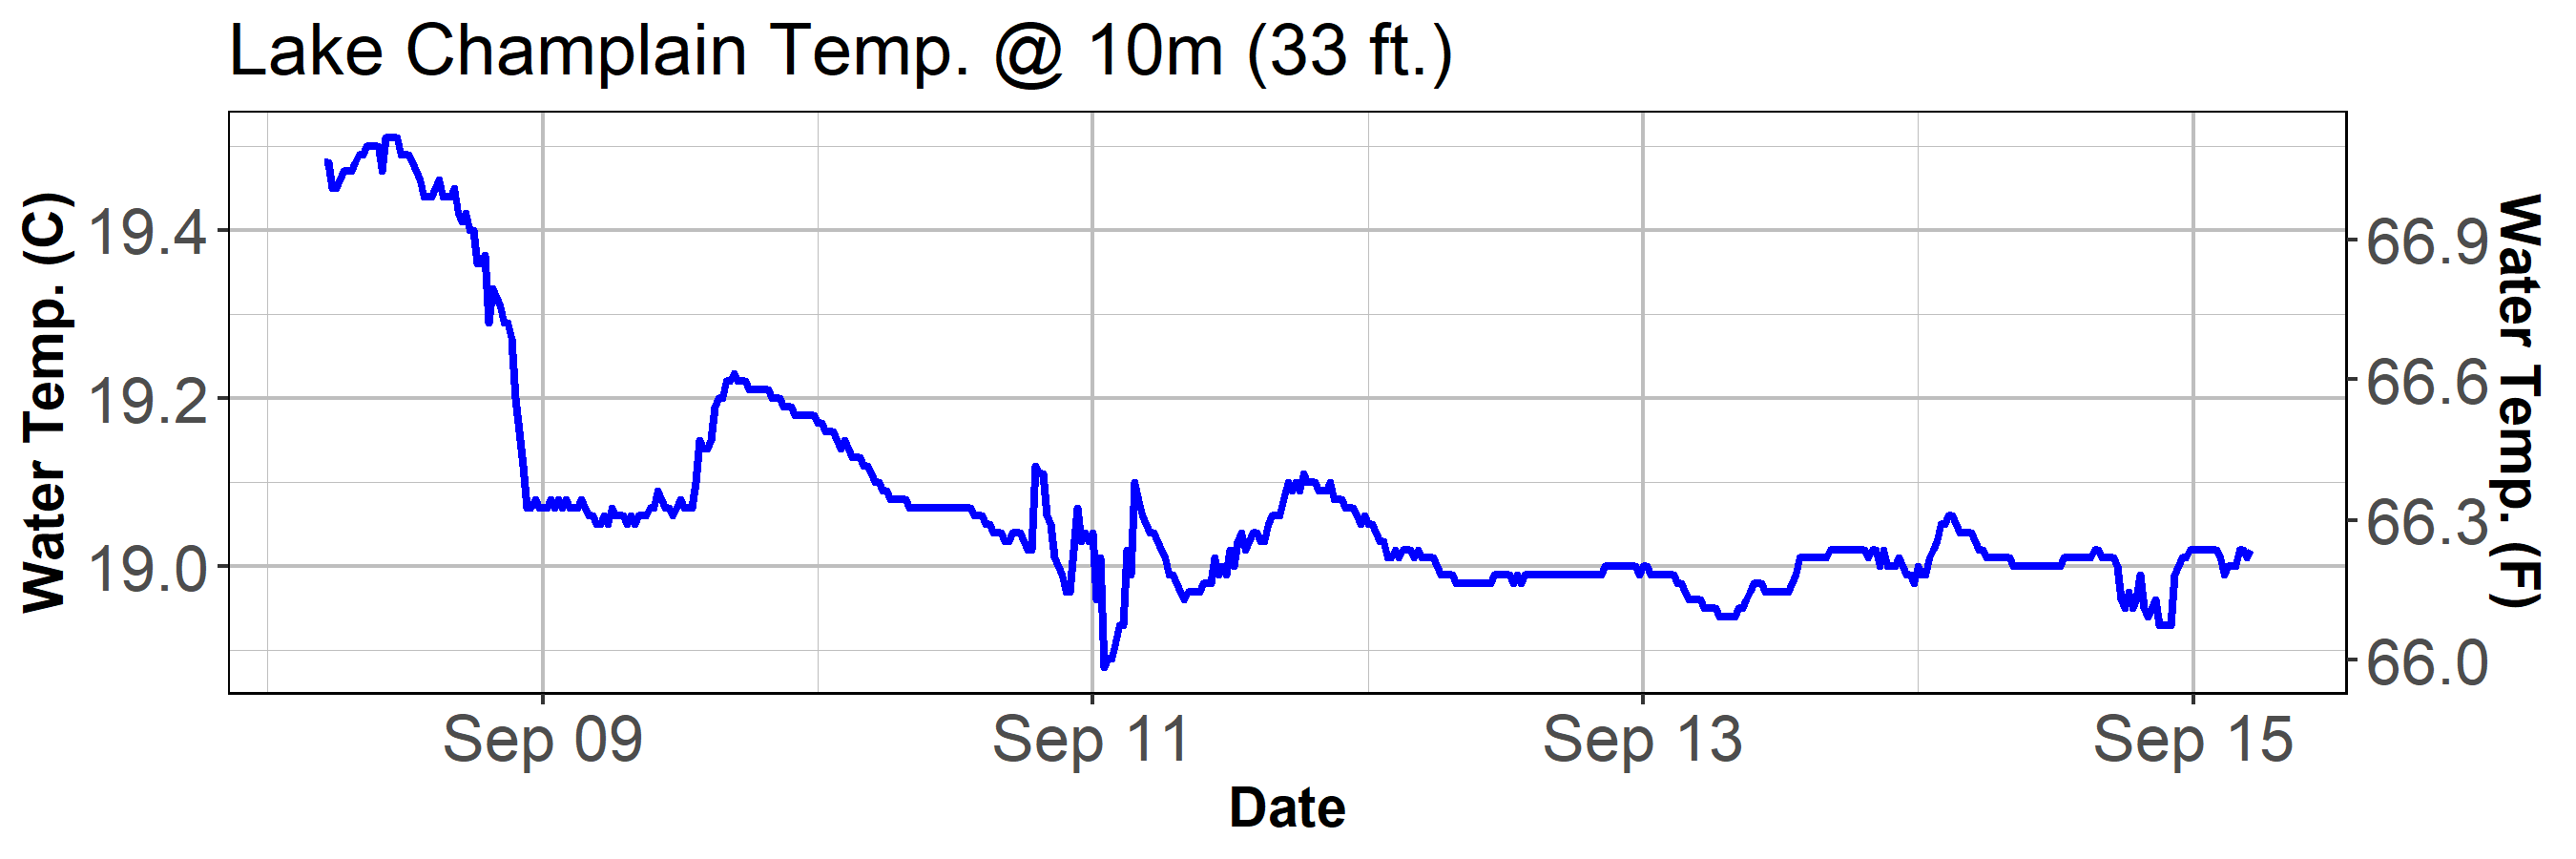 Lake Champlain Temp. @ 10m (33 ft.)
Water Temp. (C)
19.4
19.2
19.0
66.9
66.6
66.3
66.0
Water Temp. (F)
Sep 09
Sep 11
Sep 13
Sep 15
Date